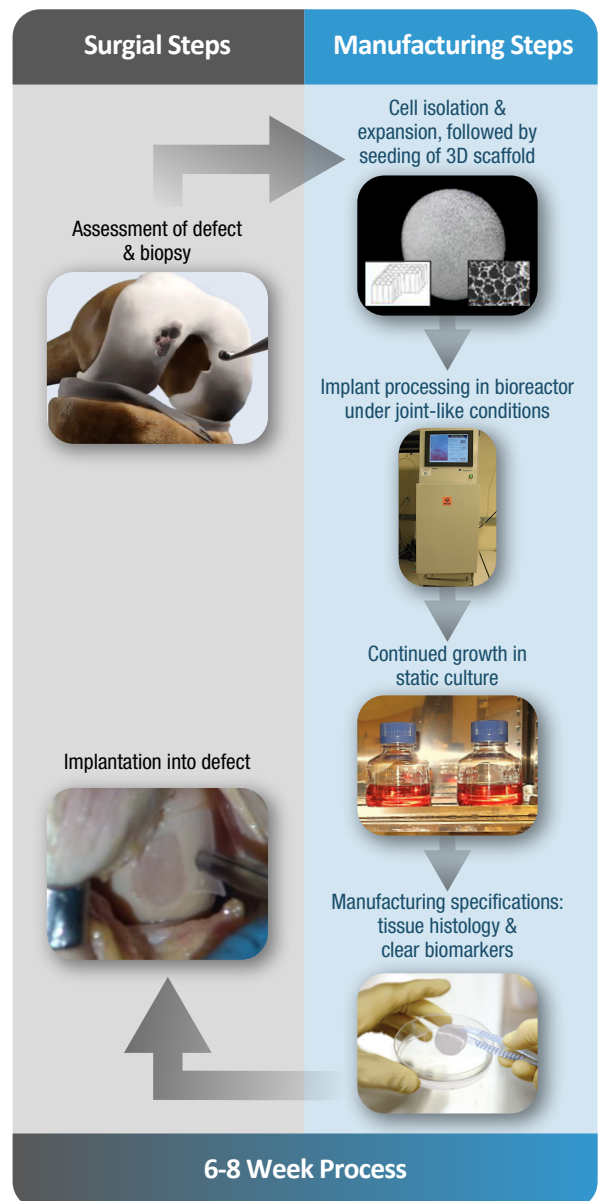 Surgial Steps
Manufacturing Steps
Cell isolation &
expansion, followed by
seeding of 3D scaffold
Assessment of defect
& biopsy
Implant processing in bioreactor
under joint-like conditions
Continued growth in
static culture
Implantation into defect
Manufacturing specifications:
tissue histology &
clear biomarkers
6-8 Week Process